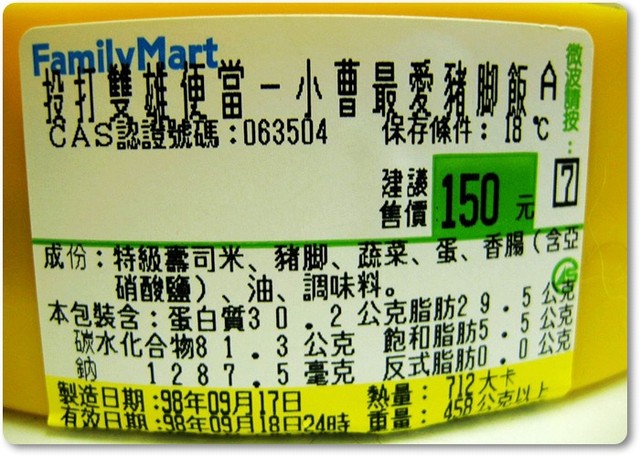 FamilyMart
投打雙雄便當-小曹最愛豬腳飯A
微波請按:
7
CAS認證號碼:063504 保存條件:18℃
建議售價 150 元
成份:特級壽司米、豬腳、蔬菜、蛋、香腸(含亞
硝酸鹽)、油、調味料。
本包裝含:蛋白質30.2公克脂肪29.5公克
碳水化合物81.3公克 飽和脂肪5.5公克
鈉 1287.5毫克 反式脂肪0.0公克
製造日期:98年09月17日 熱量: 712大卡
有效日期:98年09月18日24時 重量: 458公克以上